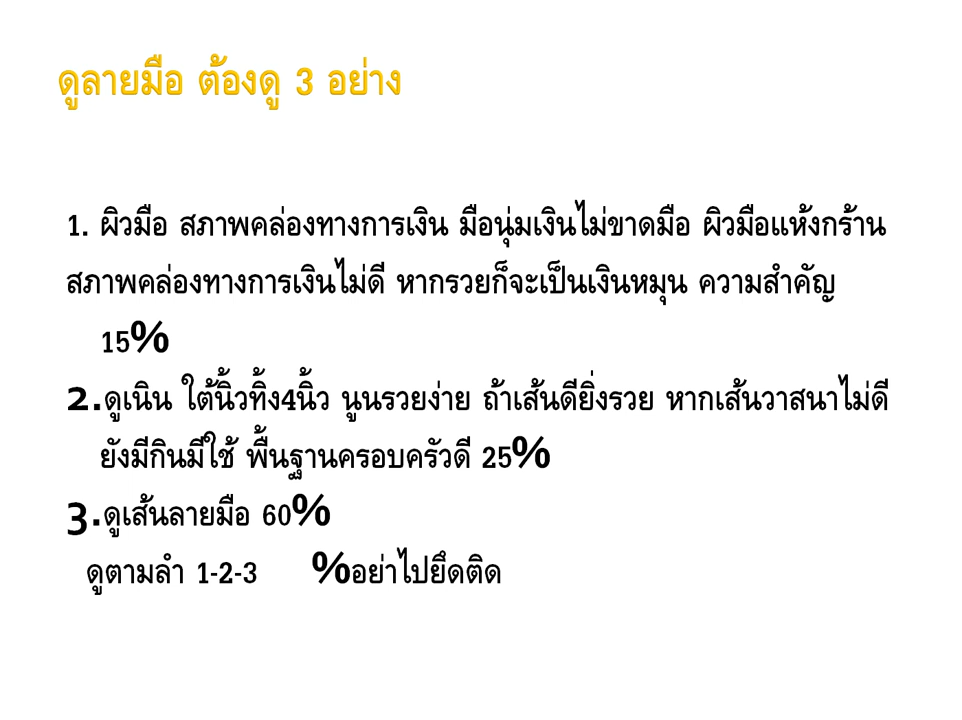 ดูลายมือ ต้องดู 3 อย่าง
1. ผิวมือ สภาพคล่องทางการเงิน มือนุ่มเงินไม่ขาดมือ ผิวมือแห้งกร้าน
สภาพคล่องทางการเงินไม่ดี หากรวยก็จะเป็นเงินหมุน ความสำคัญ
15%
2.ดูเนิน ใต้นิ้วทิ้ง4นิ้ว นูนรวยง่าย ถ้าเส้นดียิ่งรวย หากเส้นวาสนาไม่ดี
ยังมีกินมีใช้ พื้นฐานครอบครัวดี 25%
3.ดูเส้นลายมือ 60%
ดูตามลำ 1-2-3 %อย่าไปยึดติด